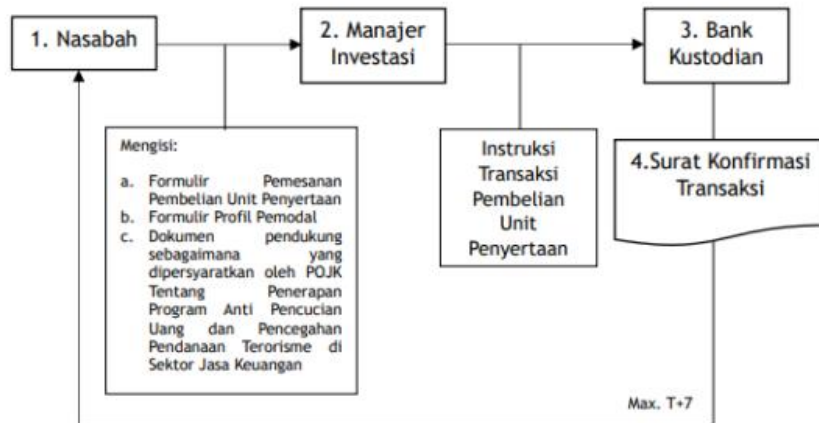 1. Nasabah
2. Manajer
Investasi
3. Bank
Kustodian
Mengisi:
a. Formulir Pemesanan
Pembelian Unit Penyertaan
b. Formulir Profil Pemodal
c. Dokumen pendukung
sebagaimana yang
dipersyaratkan oleh POJK
Tentang Penerapan
Program Anti Pencucian
Uang dan Pencegahan
Pendanaan Terorisme di
Sektor Jasa Keuangan
Instruksi
Transaksi
Pembelian
Unit
Penyertaan
4.Surat Konfirmasi
Transaksi
Max. T+7